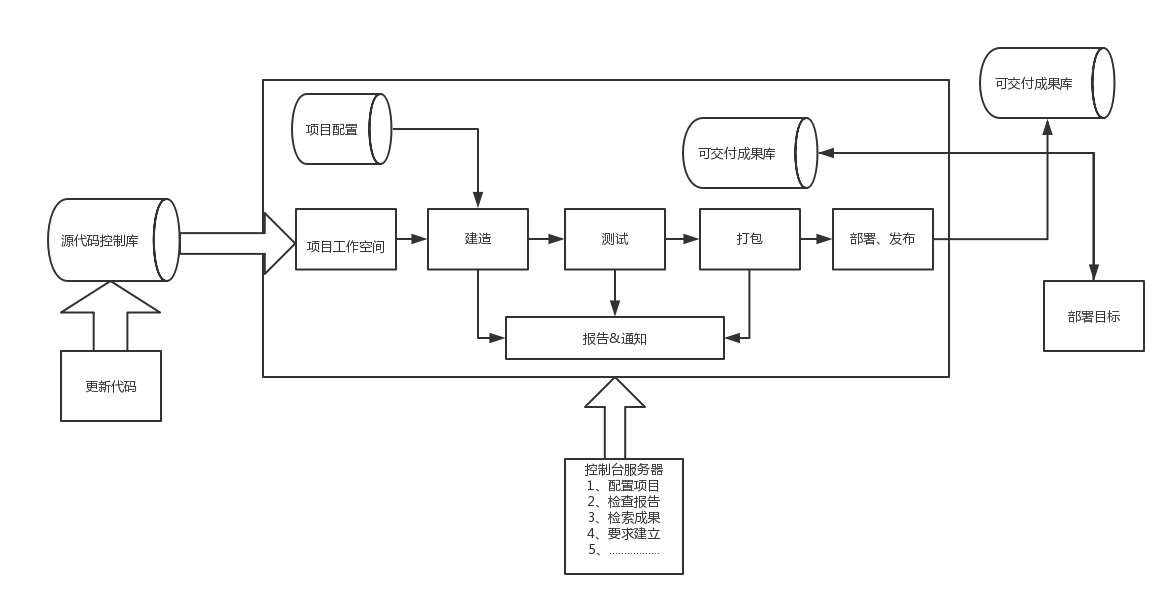 可交付成果库
项目配置
可交付成果库
源代码控制库
项目工作空间
建造
测试
打包
部署、发布
部署目标
报告&通知
更新代码
控制台服务器
1、配置项目
2、检查报告
3、检索成果
4、要求建立
5、.................